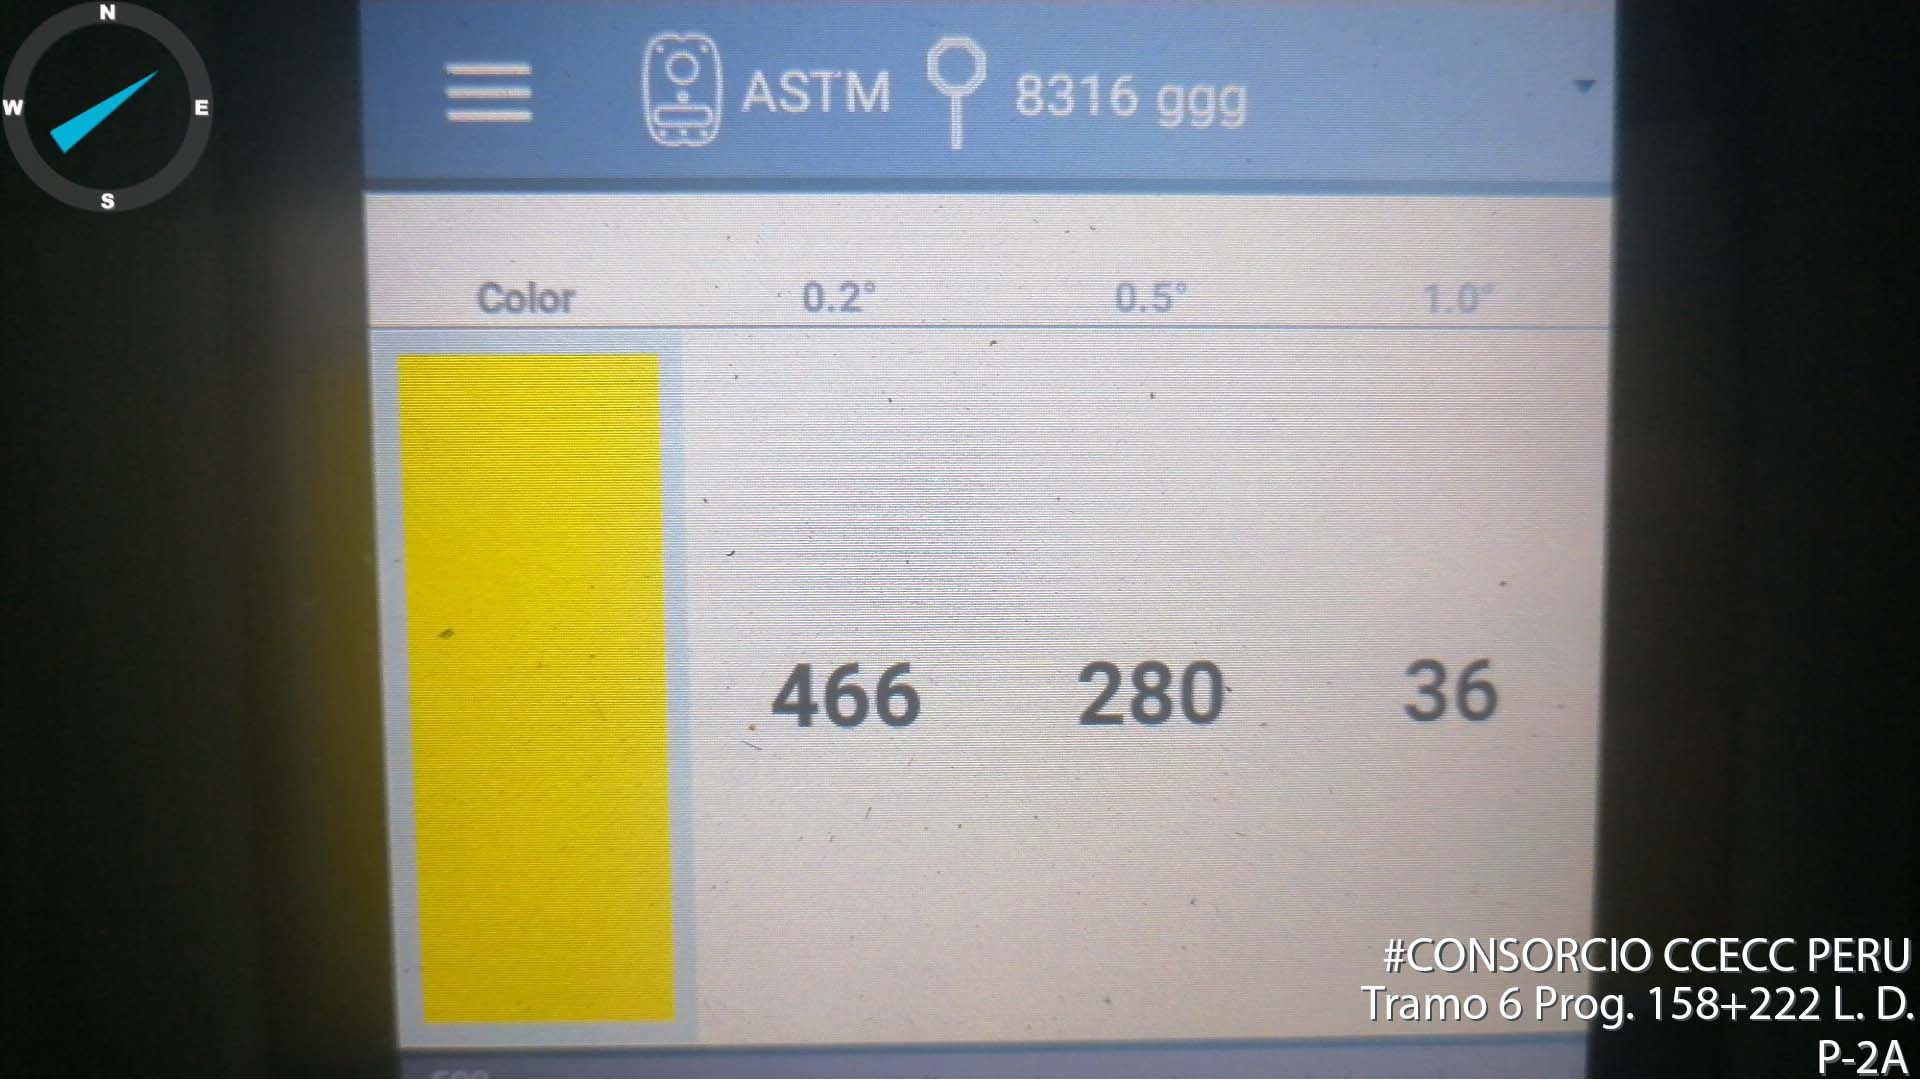 N
W E
S
ASTM 8316 ggg
Color 0.2° 0.5° 1.0°
466 280 36
#CONSORCIO CCECC PERU
Tramo 6 Prog. 158+222 L. D.
P-2A